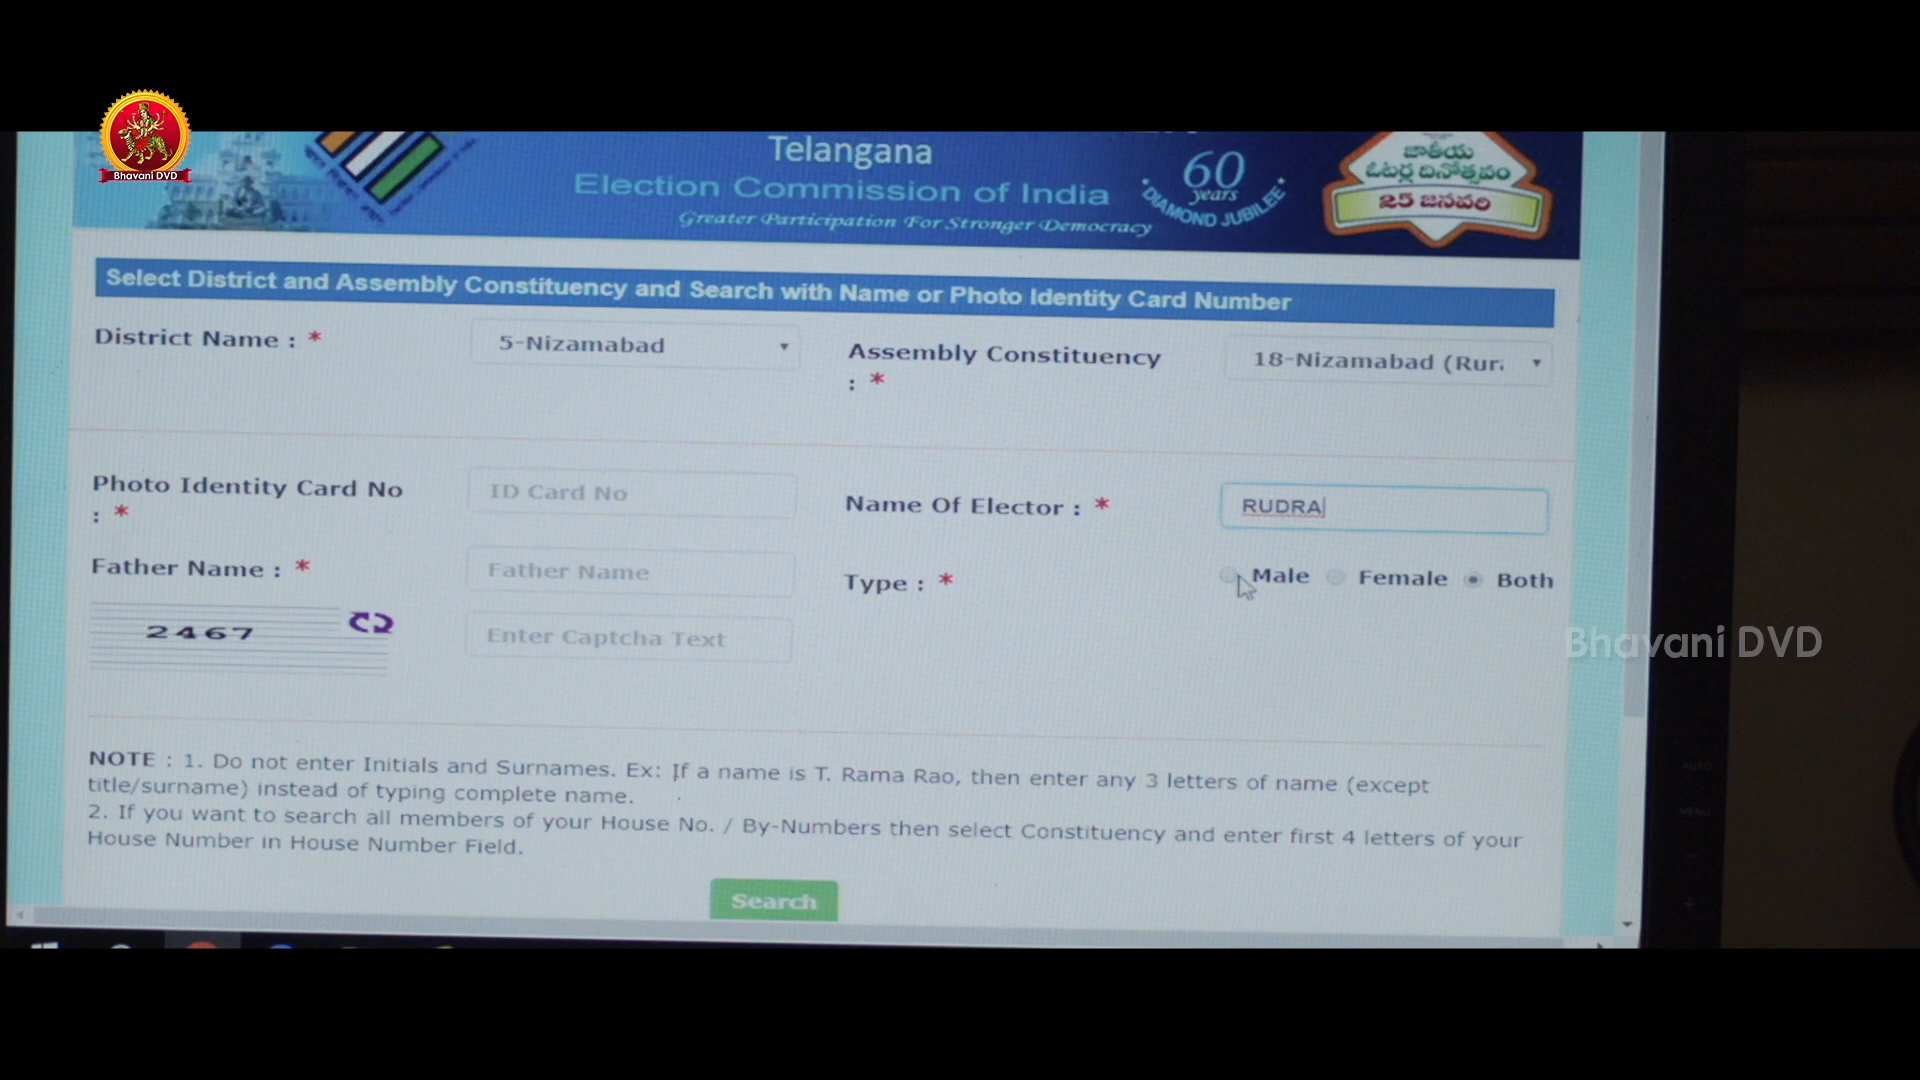 Bhavani DVD
Telangana
Election Commission of India
Greater Participation For Stronger Democracy
60
years
DIAMOND JUBILEE
జాతీయ
ఓటర్ల దినోత్సవం
25 జనవరి
Select District and Assembly Constituency and Search with Name or Photo Identity Card Number
District Name : * 5-Nizamabad
Assembly Constituency
: *
18-Nizamabad (Rur
Photo Identity Card No
: *
ID Card No
Name Of Elector : * RUDRA
Father Name : * Father Name
Type : * Male Female Both
2467
Enter Captcha Text
Bhavani DVD
NOTE : 1. Do not enter Initials and Surnames. Ex: If a name is T. Rama Rao, then enter any 3 letters of name (except
title/surname) instead of typing complete name.
2. If you want to search all members of your House No. / By-Numbers then select Constituency and enter first 4 letters of your
House Number in House Number Field.
Search
AUTO
MENU